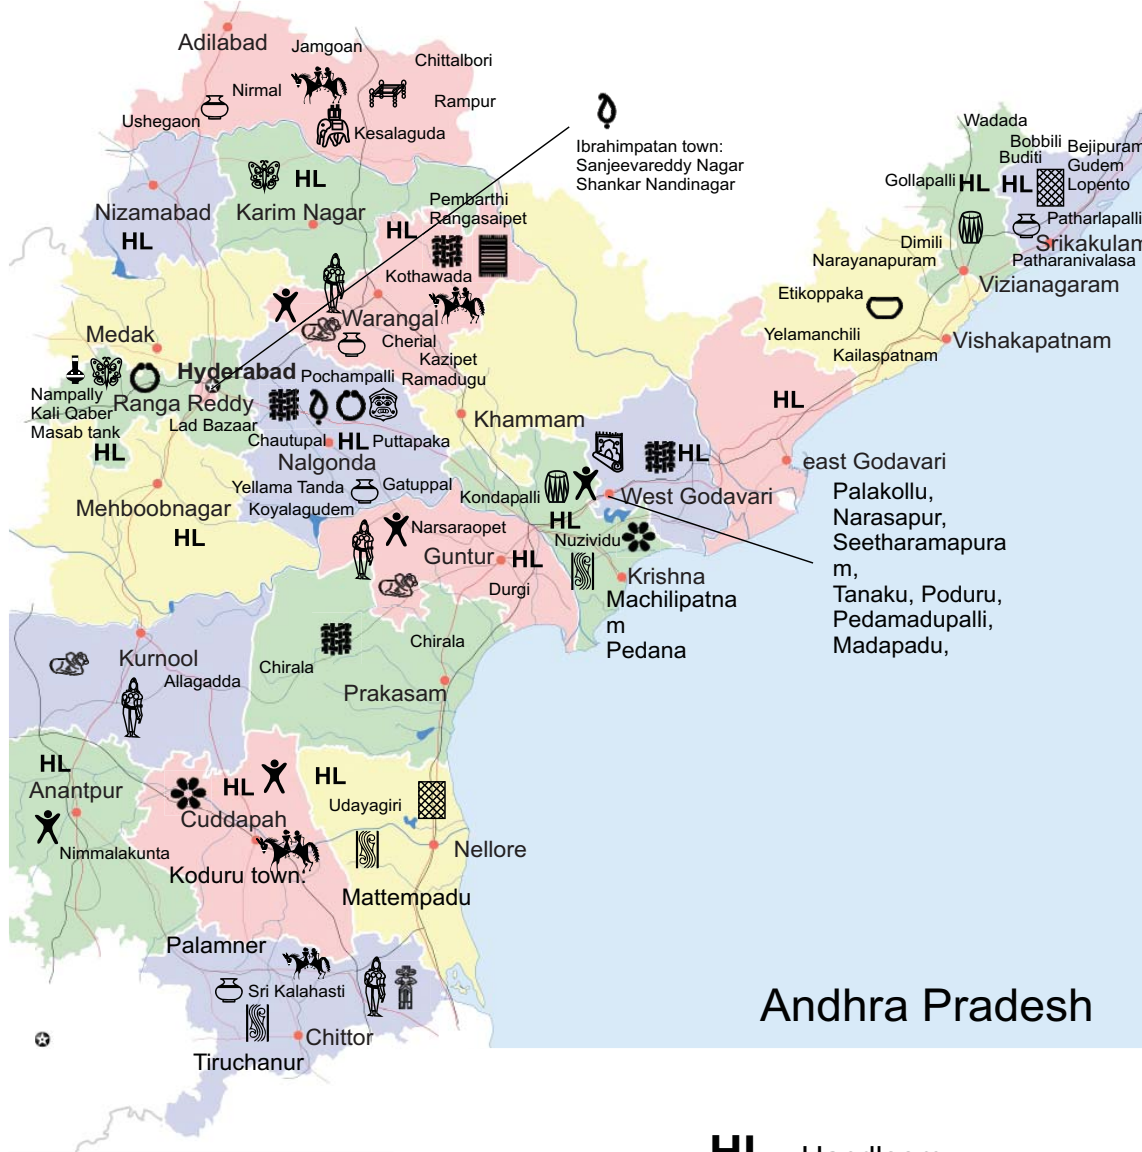 Adilabad
Jamgoan
Chittalbori
Nirmal
Rampur
Ushegaon
Kesalaguda
Ibrahimpatan town:
Sanjeevareddy Nagar
Shankar Nandinagar
Wadada
Bobbili
Bejipuram
Buditi
Gudem
Gollapalli
HL
HL
Lopento
HL
Nizamabad
Karim Nagar
HL
Pembarthi
Rangasaipet
HL
Patharlapalli
Dimili
Srikakulam
Narayanapuram
Patharanivalasa
Kothawada
Vizianagaram
Etikoppaka
Warangal
Medak
Cherial
Yelamanchili
Vishakapatnam
Kazipet
Kailaspatnam
Hyderabad
Pochampalli
Ramadugu
Nampally
Kali Qaber
Masab tank
Ranga Reddy
HL
Lad Bazaar
Khammam
Chautupal
HL
Puttapaka
HL
HL
Nalgonda
east Godavari
Yellama Tanda
Gatuppal
Kondapalli
West Godavari
Mehboobnagar
Koyalagudem
Palakollu,
Narasapur,
Seetharamapura
m,
Tanaku, Poduru,
Pedamadupalli,
Madapadu,
HL
Narsaraopet
HL
Nuzividu
Guntur
HL
Durgi
Krishna
Machilipatna
m
Pedana
Chirala
Chirala
Kurnool
Allagadda
Prakasam
HL
HL
HL
Anantpur
Udayagiri
Cuddapah
Nimmalakunta
Nellore
Koduru town:
Mattempadu
Palamner
Sri Kalahasti
Andhra Pradesh
Chittor
Tiruchanur
HL
Handloom